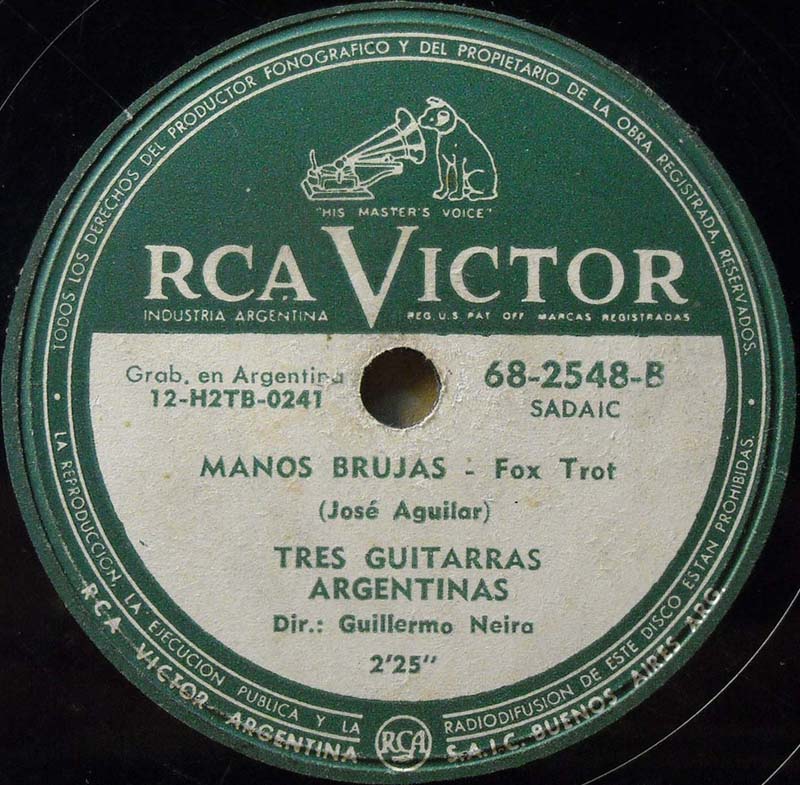 TODOS LOS DERECHOS DEL PRODUCTOR FONOGRAFICO Y DEL PROPIETARIO DE LA OBRA REGISTRADA, RESERVADOS.
"HIS MASTER'S VOICE"
RCA VICTOR
INDUSTRIA ARGENTINA REG. U.S. PAT OFF MARCAS REGISTRADAS
Grab. en Argentina 68-2548-B
12-H2TB-0241 SADAIC
MANOS BRUJAS - Fox Trot
(José Aguilar)
TRES GUITARRAS
ARGENTINAS
Dir.: Guillermo Neira
2'25"
LA REPRODUCCION, LA EJECUCION PUBLICA Y LA RADIODIFUSION DE ESTE DISCO ESTAN PROHIBIDAS.
RCA VICTOR ARGENTINA RCA S.A.I.C. BUENOS AIRES ARG.